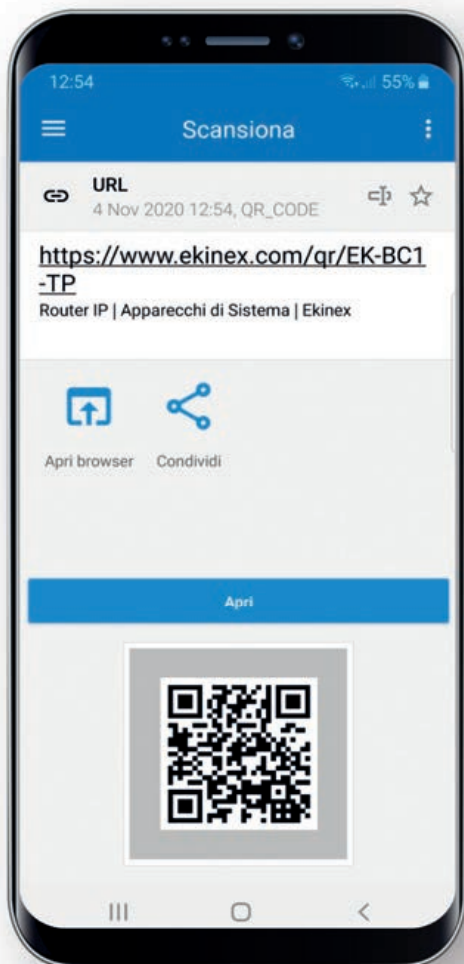 12:54
55%
Scansiona
URL
4 Nov 2020 12:54, QR_CODE
https://www.ekinex.com/qr/EK-BC1
-TP
Router IP | Apparecchi di Sistema | Ekinex
Apri browser
Condividi
Apri